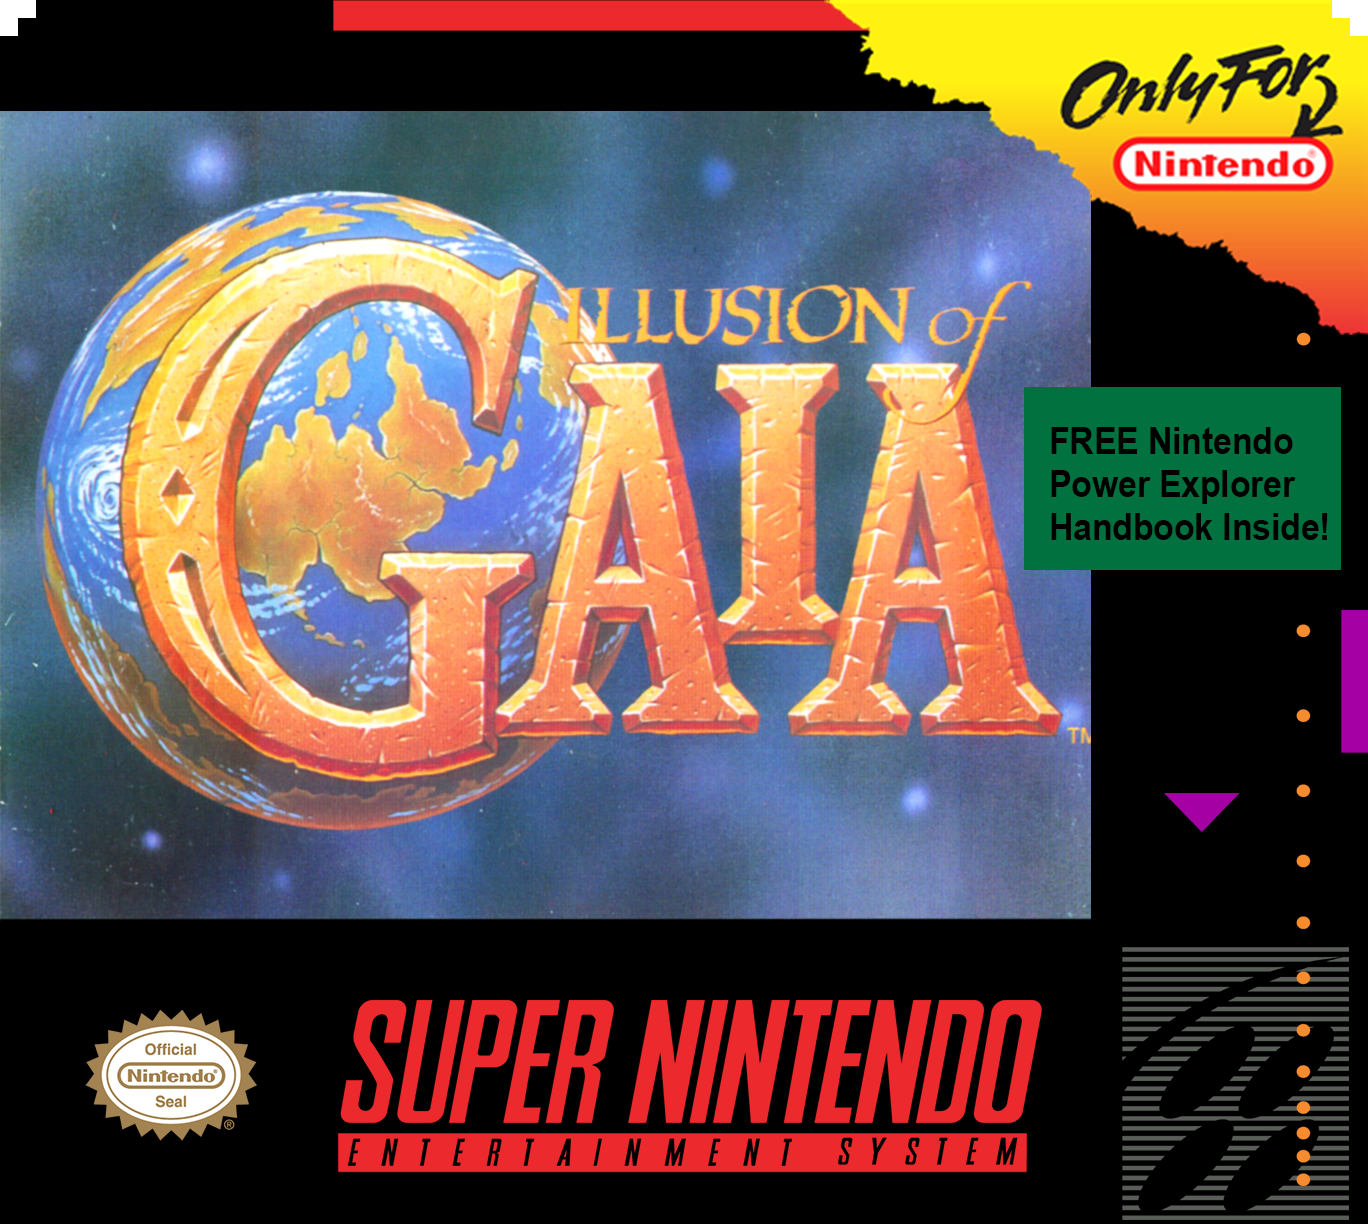 Only For
Nintendo®
ILLUSION of
GAIA
TM
FREE Nintendo
Power Explorer
Handbook Inside!
Official
Nintendo®
Seal
®
SUPER NINTENDO
ENTERTAINMENT SYSTEM